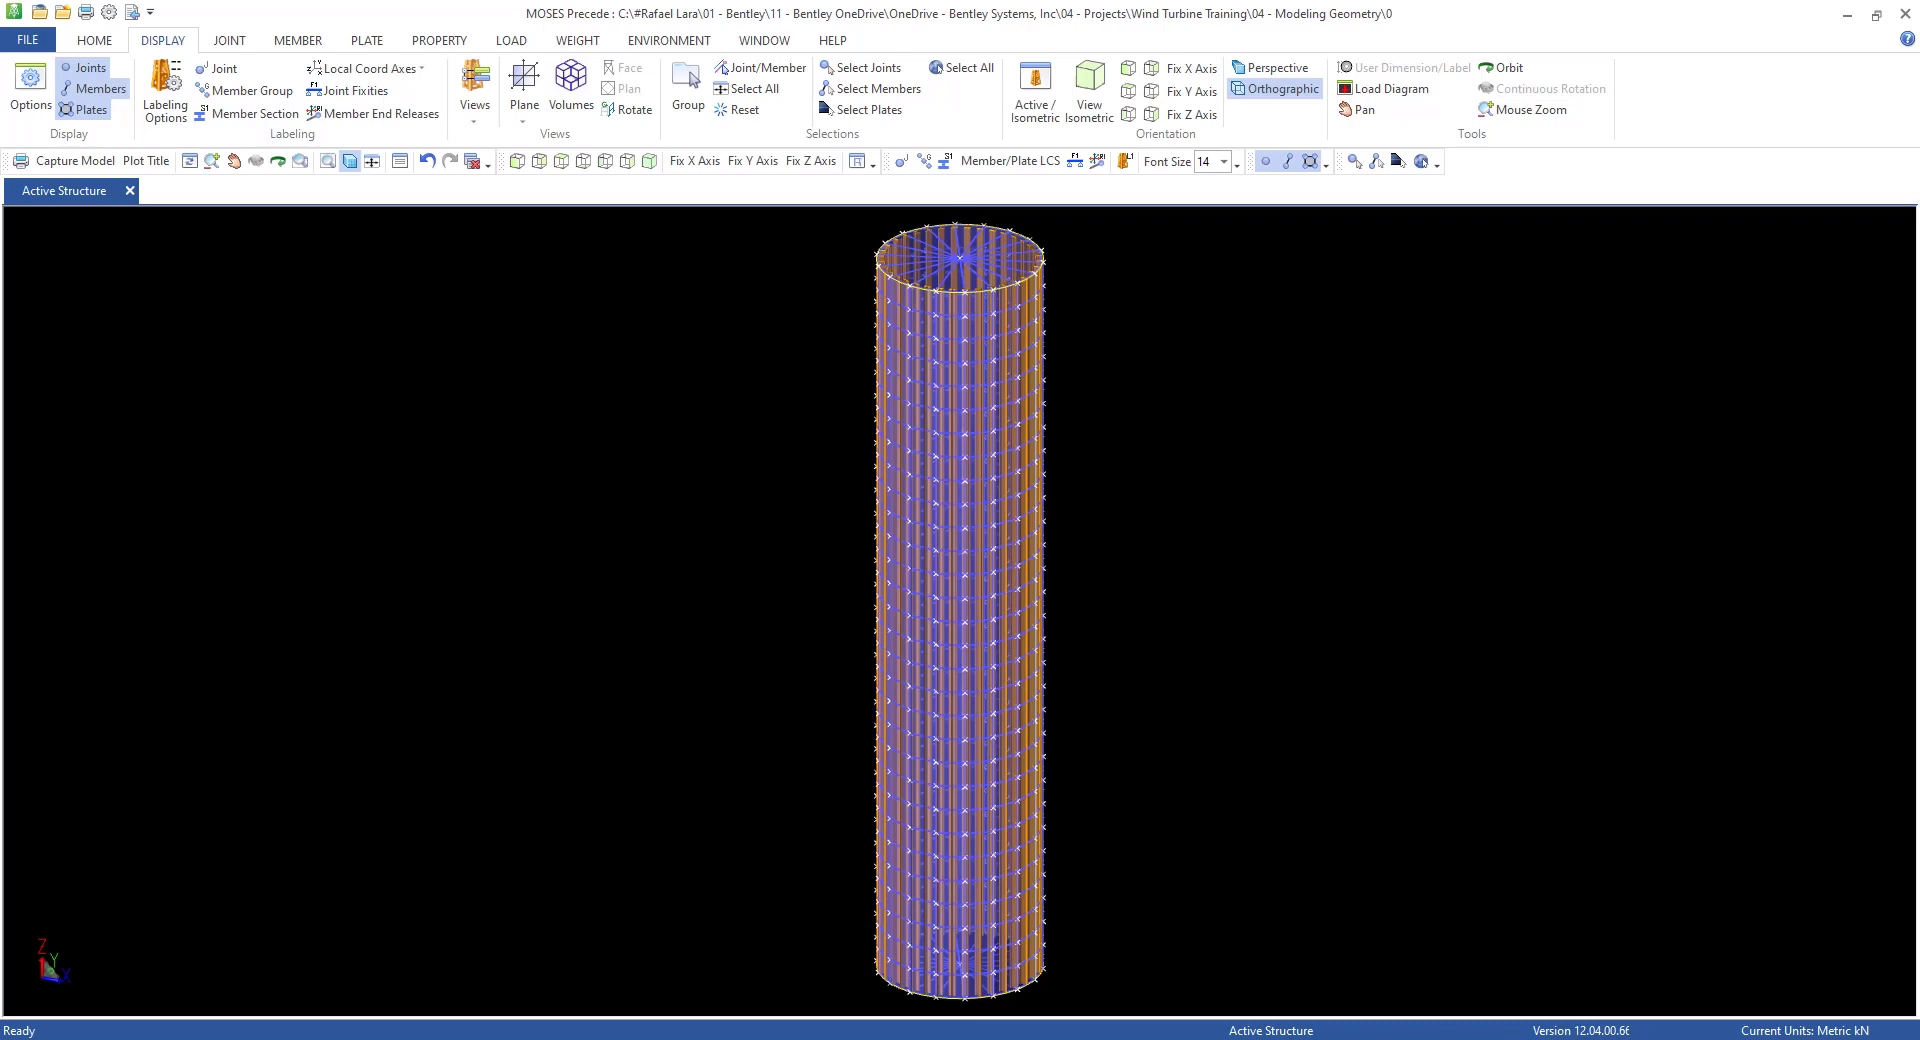 MOSES Precede : C:\#Rafael Lara\01 - Bentley\11 - Bentley OneDrive\OneDrive - Bentley Systems, Inc\04 - Projects\Wind Turbine Training\04 - Modeling Geometry\0
FILE HOME DISPLAY JOINT MEMBER PLATE PROPERTY LOAD WEIGHT ENVIRONMENT WINDOW HELP
Options
Joints
Members
Plates
Display
Labeling Options
Joint
Member Group
Member Section
Local Coord Axes
Joint Fixities
Member End Releases
Labeling
Views
Plane
Volumes
Face
Plan
Rotate
Views
Group
Joint/Member
Select All
Reset
Select Joints
Select Members
Select Plates
Select All
Selections
Active / Isometric
View Isometric
Fix X Axis
Fix Y Axis
Fix Z Axis
Orientation
Perspective
Orthographic
User Dimension/Label
Load Diagram
Pan
Orbit
Continuous Rotation
Mouse Zoom
Tools
Capture Model Plot Title Fix X Axis Fix Y Axis Fix Z Axis Member/Plate LCS Font Size 14
Active Structure
Z
Y
X
Ready Active Structure Version 12.04.00.66 Current Units: Metric kN